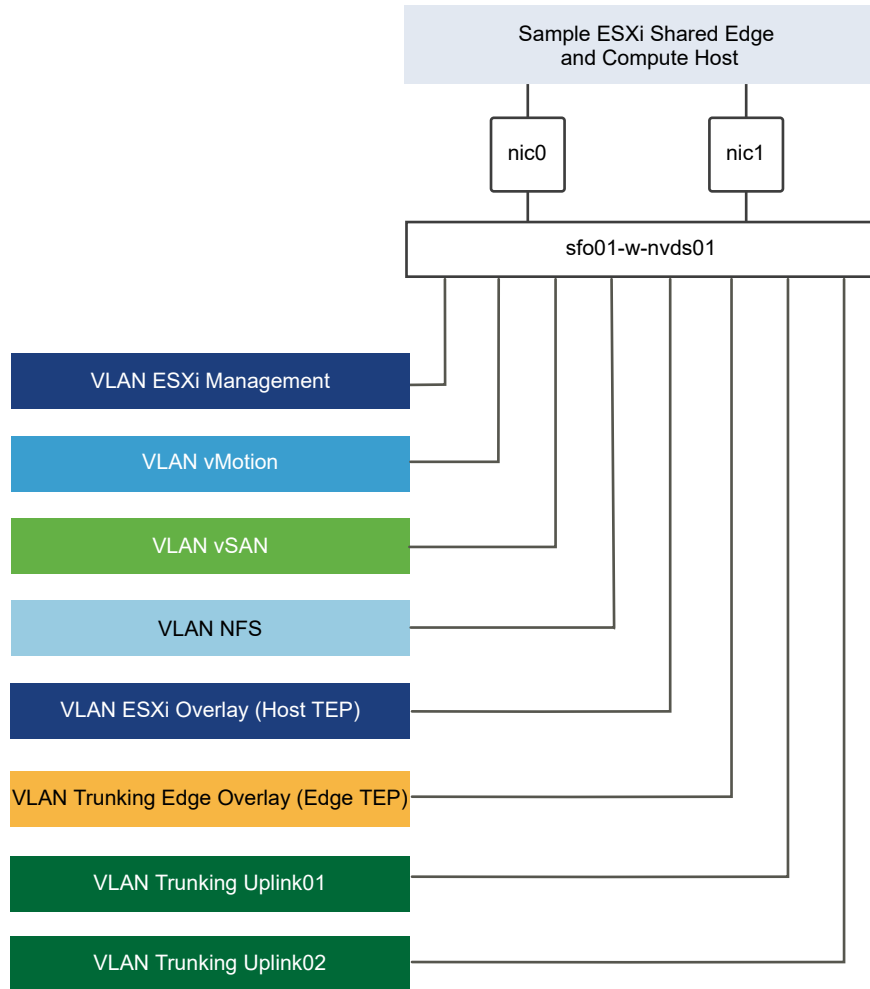 Sample ESXi Shared Edge
and Compute Host
nic0
nic1
sfo01-w-nvds01
VLAN ESXi Management
VLAN vMotion
VLAN vSAN
VLAN NFS
VLAN ESXi Overlay (Host TEP)
VLAN Trunking Edge Overlay (Edge TEP)
VLAN Trunking Uplink01
VLAN Trunking Uplink02